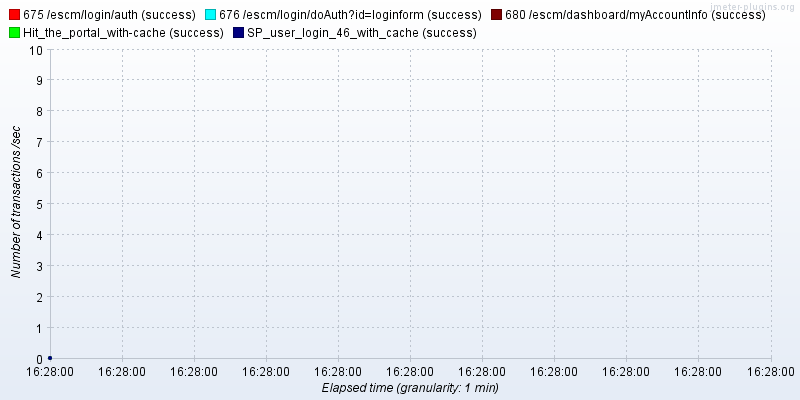 jmeter-plugins.org
675 /escm/login/auth (success) 676 /escm/login/doAuth?id=loginform (success) 680 /escm/dashboard/myAccountInfo (success)
Hit_the_portal_with-cache (success) SP_user_login_46_with_cache (success)
Number of transactions /sec
10
9
8
7
6
5
4
3
2
1
0
16:28:00 16:28:00 16:28:00 16:28:00 16:28:00 16:28:00 16:28:00 16:28:00 16:28:00 16:28:00 16:28:00
Elapsed time (granularity: 1 min)